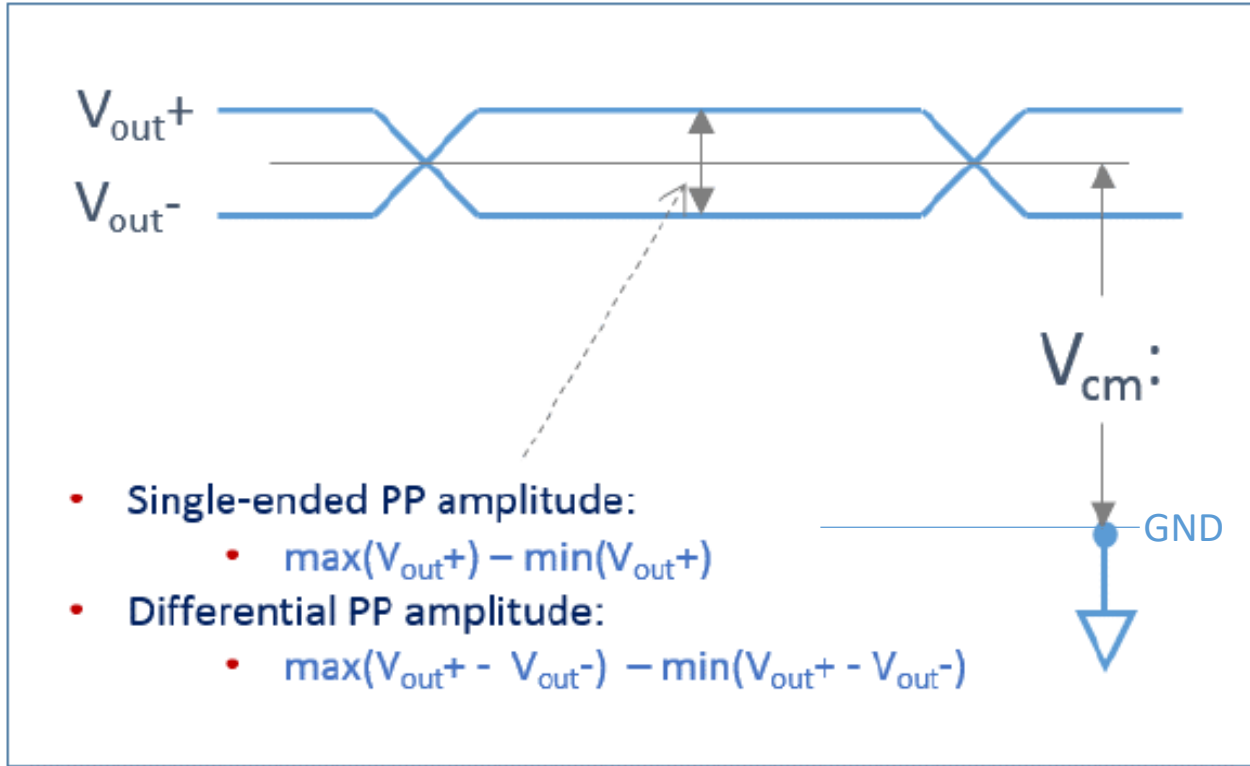 Vout+
Vout-
Vcm:
• Single-ended PP amplitude:
GND
• max(Vout+) – min(Vout+)
• Differential PP amplitude:
• max(Vout+ - Vout-) – min(Vout+ - Vout-)